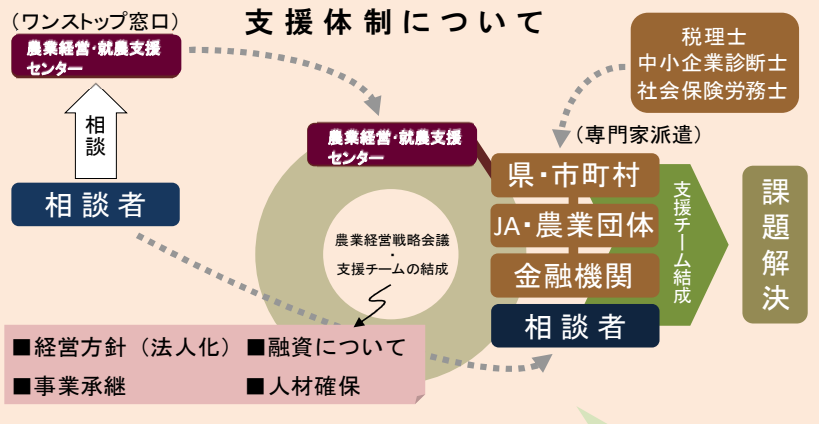 支援体制について
（ワンストップ窓口）
農業経営・就農支援
センター
相談
相談者
農業経営・就農支援
センター
農業経営戦略会議
・
支援チームの結成
税理士
中小企業診断士
社会保険労務士
（専門家派遣）
県・市町村
JA・農業団体
金融機関
相談者
支援チーム結成
課題解決
■経営方針（法人化）■融資について
■事業承継 ■人材確保